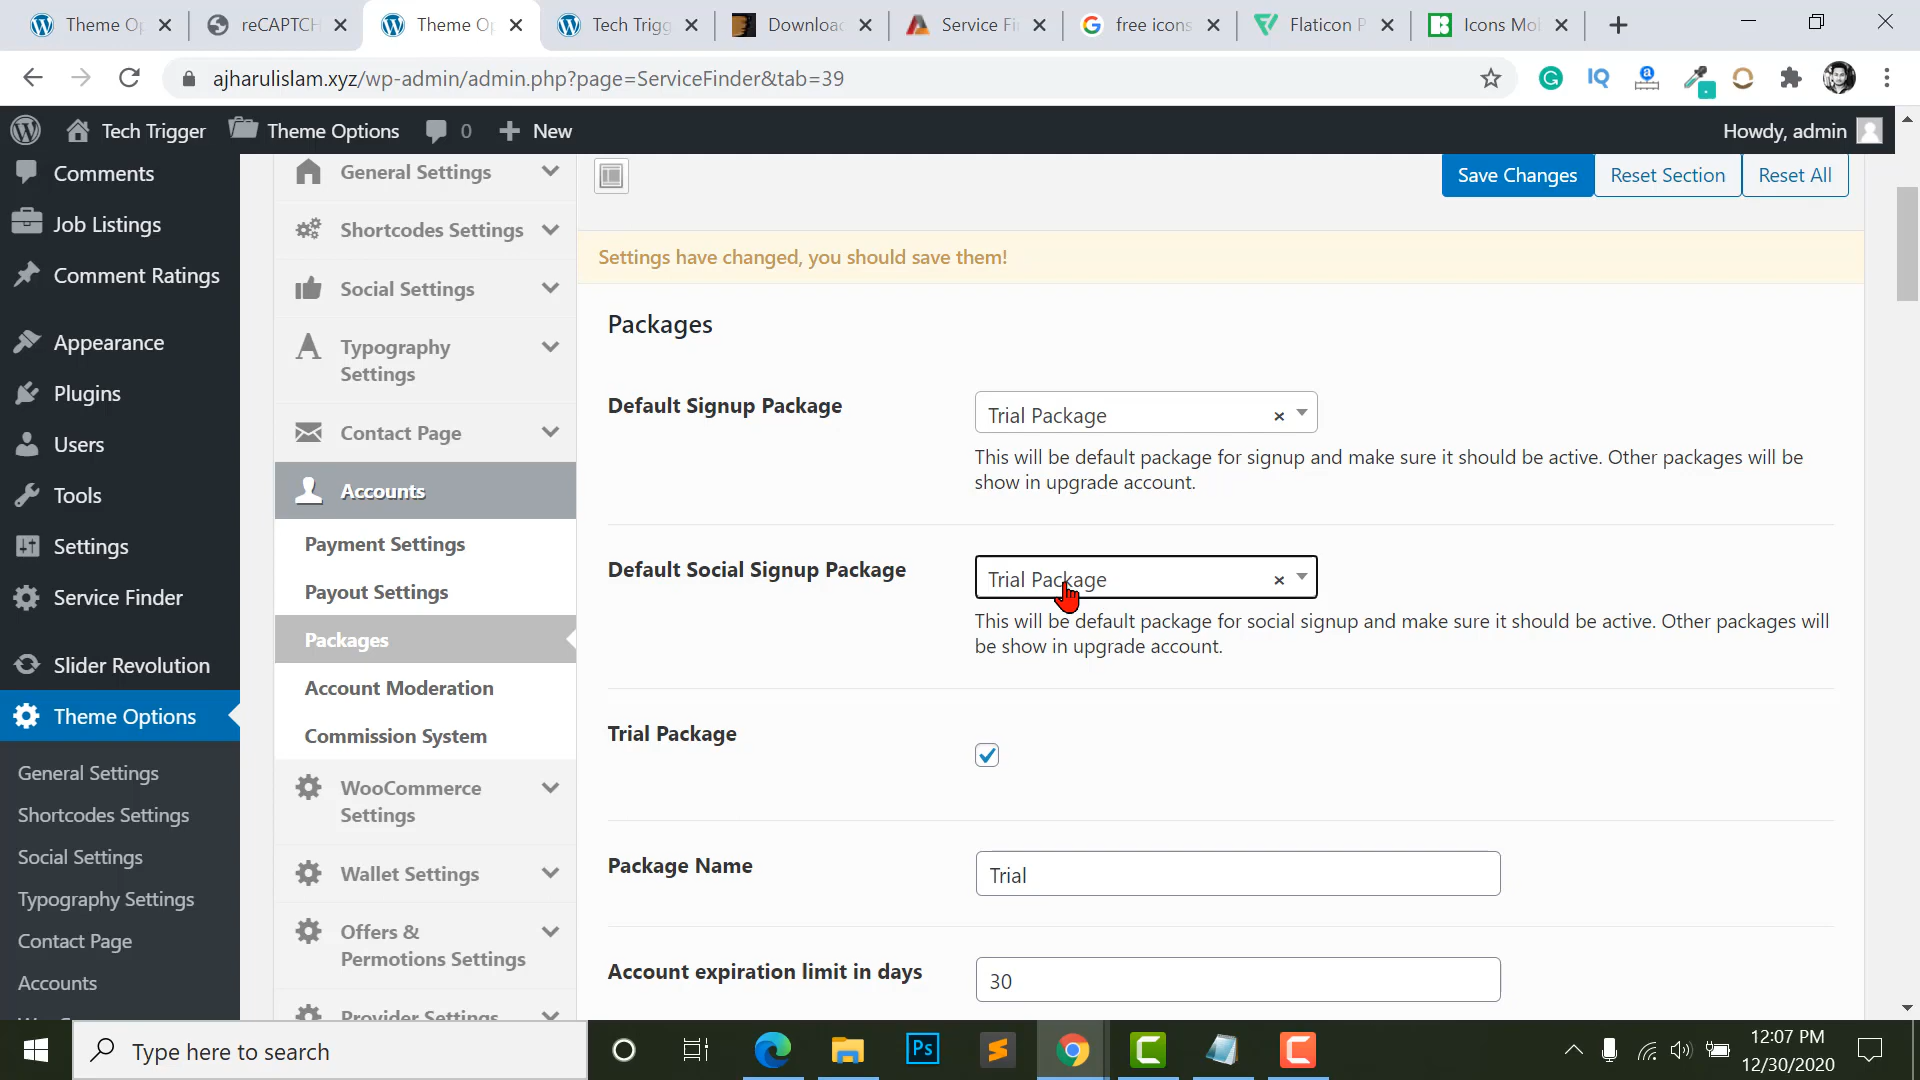 Theme Op
reCAPTCH
Theme Op
Tech Trigg
Download
Service Fi
free icons
Flaticon P
Icons Mo
ajharulislam.xyz/wp-admin/admin.php?page=ServiceFinder&tab=39
Tech Trigger
Theme Options
0
New
Howdy, admin
Comments
Job Listings
Comment Ratings
Appearance
Plugins
Users
Tools
Settings
Service Finder
Slider Revolution
Theme Options
General Settings
Shortcodes Settings
Social Settings
Typography Settings
Contact Page
Accounts
General Settings
Shortcodes Settings
Social Settings
Typography
Settings
Contact Page
Accounts
Payment Settings
Payout Settings
Packages
Account Moderation
Commission System
WooCommerce
Settings
Wallet Settings
Offers &
Permotions Settings
Provider Settings
Save Changes
Reset Section
Reset All
Settings have changed, you should save them!
Packages
Default Signup Package
Trial Package
This will be default package for signup and make sure it should be active. Other packages will be
show in upgrade account.
Default Social Signup Package
Trial Package
This will be default package for social signup and make sure it should be active. Other packages will
be show in upgrade account.
Trial Package
Package Name
Trial
Account expiration limit in days
30
Type here to search
Ps
12:07 PM
12/30/2020